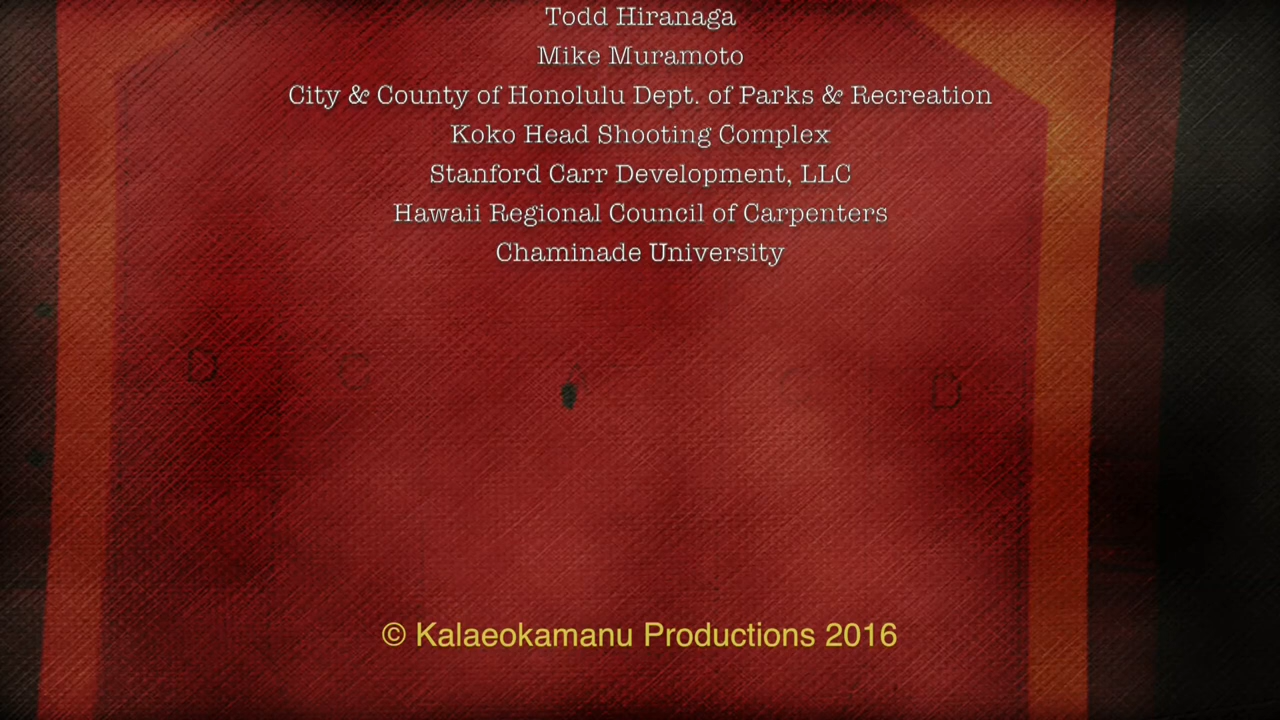 Todd Hiranaga
Mike Muramoto
City & County of Honolulu Dept. of Parks & Recreation
Koko Head Shooting Complex
Stanford Carr Development, LLC
Hawaii Regional Council of Carpenters
Chaminade University
D C A D
© Kalaeokamanu Productions 2016